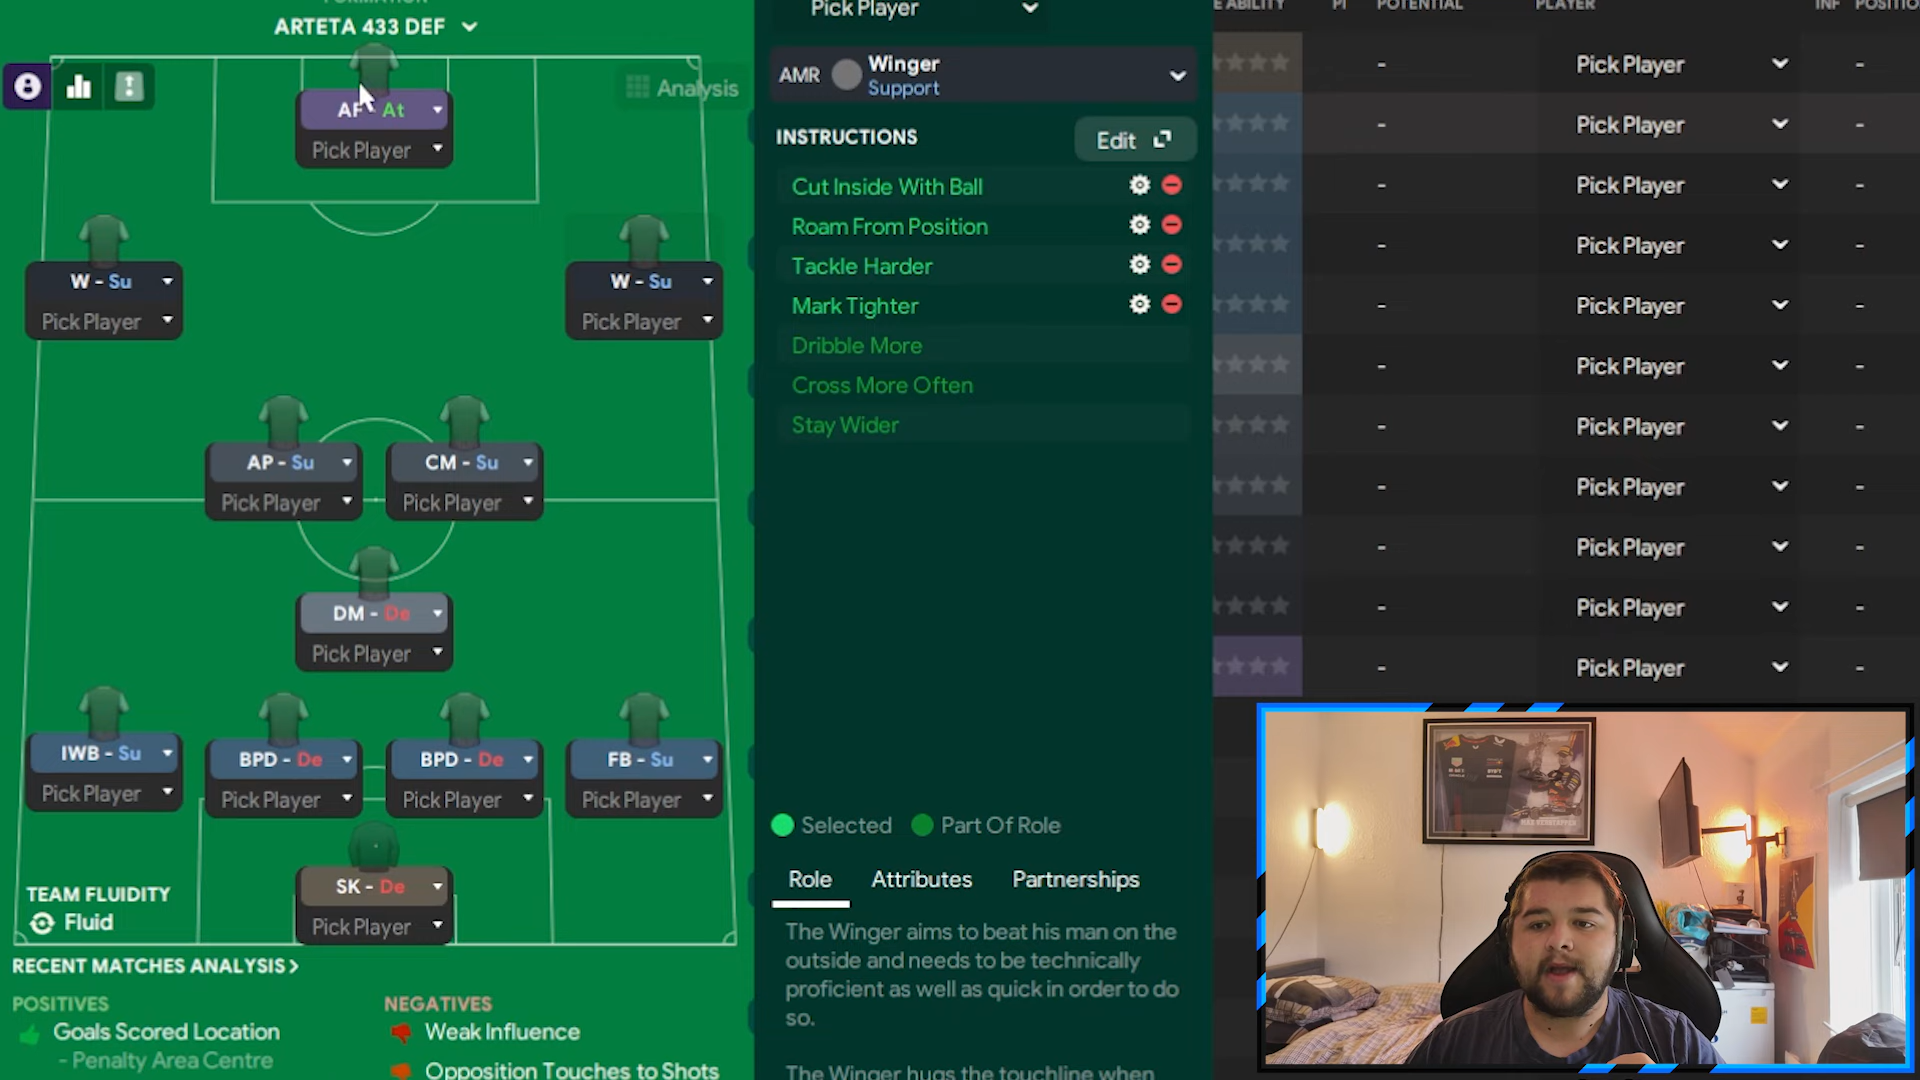 FORMATION
ARTETA 433 DEF
Analysis
AF - At
Pick Player
W - Su
Pick Player
W - Su
Pick Player
AP - Su
Pick Player
CM - Su
Pick Player
DM - De
Pick Player
IWB - Su
Pick Player
BPD - De
Pick Player
BPD - De
Pick Player
FB - Su
Pick Player
SK - De
Pick Player
TEAM FLUIDITY
Fluid
RECENT MATCHES ANALYSIS
POSITIVES
Goals Scored Location
- Penalty Area Centre
NEGATIVES
Weak Influence
Opposition Touches to Shots
Pick Player
AMR
Winger
Support
INSTRUCTIONS
Edit
Cut Inside With Ball
Roam From Position
Tackle Harder
Mark Tighter
Dribble More
Cross More Often
Stay Wider
Selected
Part Of Role
Role Attributes Partnerships
The Winger aims to beat his man on the
outside and needs to be technically
proficient as well as quick in order to do
so.
The Winger hugs the touchline when
ABILITY PI POTENTIAL PLAYER INF POSITIO
- Pick Player -
- Pick Player -
- Pick Player -
- Pick Player -
- Pick Player -
- Pick Player -
- Pick Player -
- Pick Player -
- Pick Player -
- Pick Player -
- Pick Player -